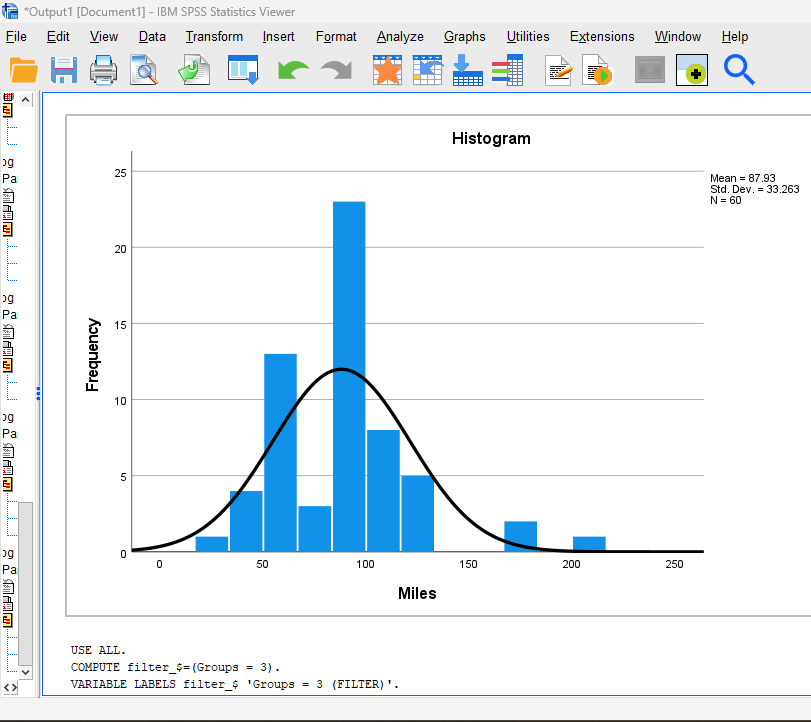 *Output1 [Document1] - IBM SPSS Statistics Viewer
File Edit View Data Transform Insert Format Analyze Graphs Utilities Extensions Window Help
Histogram
Mean = 87.93
Std. Dev. = 33.263
N = 60
25
20
15
10
5
0
Frequency
0 50 100 150 200 250
Miles
og
Pa
og
Pa
og
Pa
og
Pa
USE ALL.
COMPUTE filter_$=(Groups = 3).
VARIABLE LABELS filter_$ 'Groups = 3 (FILTER)'.